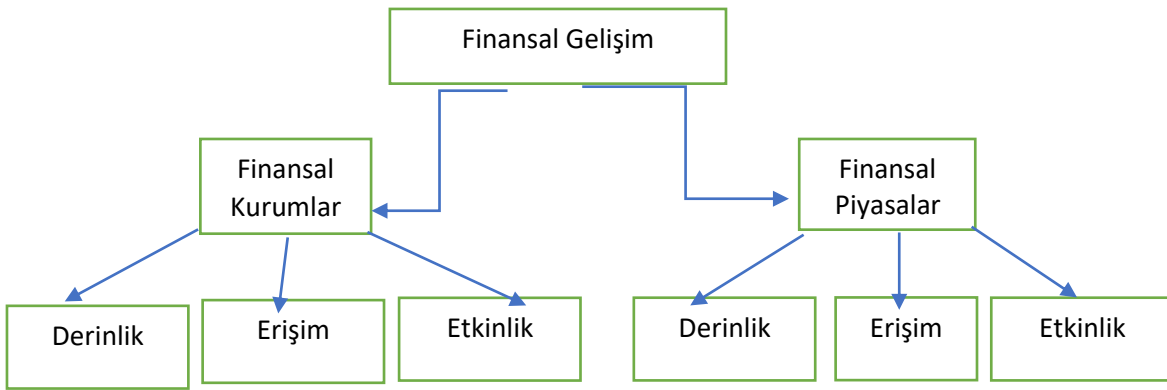 Finansal Gelişim
Finansal
Kurumlar
Finansal
Piyasalar
Derinlik
Erişim
Etkinlik
Derinlik
Erişim
Etkinlik